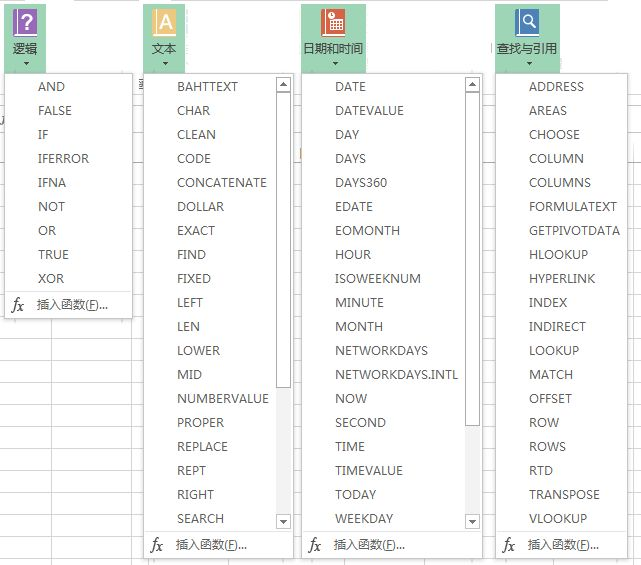 逻辑
AND
FALSE
IF
IFERROR
IFNA
NOT
OR
TRUE
XOR
插入函数(F)...
文本
BAHTTEXT
CHAR
CLEAN
CODE
CONCATENATE
DOLLAR
EXACT
FIND
FIXED
LEFT
LEN
LOWER
MID
NUMBERVALUE
PROPER
REPLACE
REPT
RIGHT
SEARCH
插入函数(F)...
日期和时间
DATE
DATEVALUE
DAY
DAYS
DAYS360
EDATE
EOMONTH
HOUR
ISOWEEKNUM
MINUTE
MONTH
NETWORKDAYS
NETWORKDAYS.INTL
NOW
SECOND
TIME
TIMEVALUE
TODAY
WEEKDAY
插入函数(F)...
查找与引用
ADDRESS
AREAS
CHOOSE
COLUMN
COLUMNS
FORMULATEXT
GETPIVOTDATA
HLOOKUP
HYPERLINK
INDEX
INDIRECT
LOOKUP
MATCH
OFFSET
ROW
ROWS
RTD
TRANSPOSE
VLOOKUP
插入函数(F)...